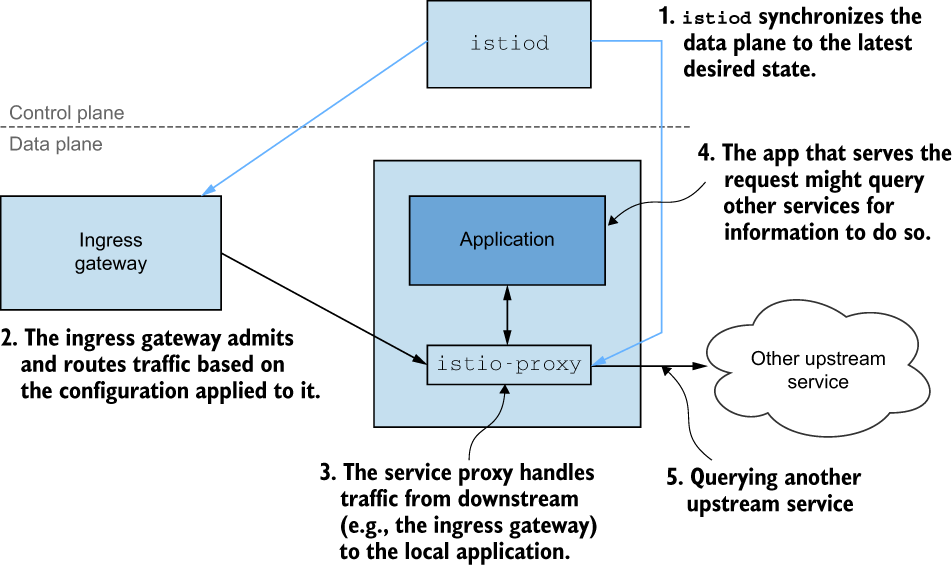 istiod
1. istiod synchronizes the
data plane to the latest
desired state.
Control plane
Data plane
4. The app that serves the
request might query
other services for
information to do so.
Ingress
gateway
Application
2. The ingress gateway admits
and routes traffic based on
the configuration applied to it.
istio-proxy
Other upstream
service
3. The service proxy handles
traffic from downstream
(e.g., the ingress gateway)
to the local application.
5. Querying another
upstream service